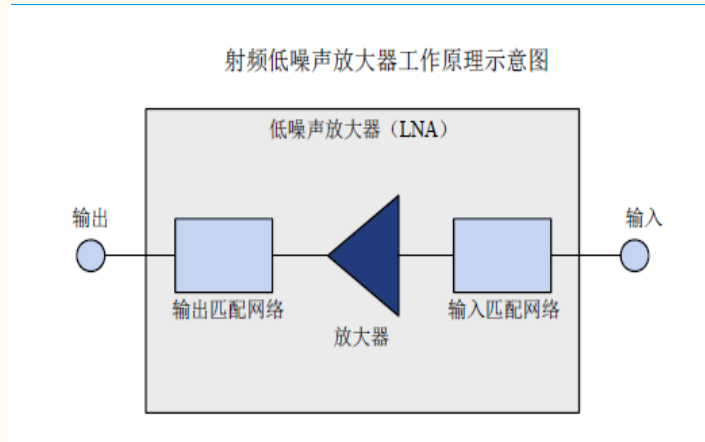 射频低噪声放大器工作原理示意图
低噪声放大器（LNA）
输出
输入
输出匹配网络
输入匹配网络
放大器